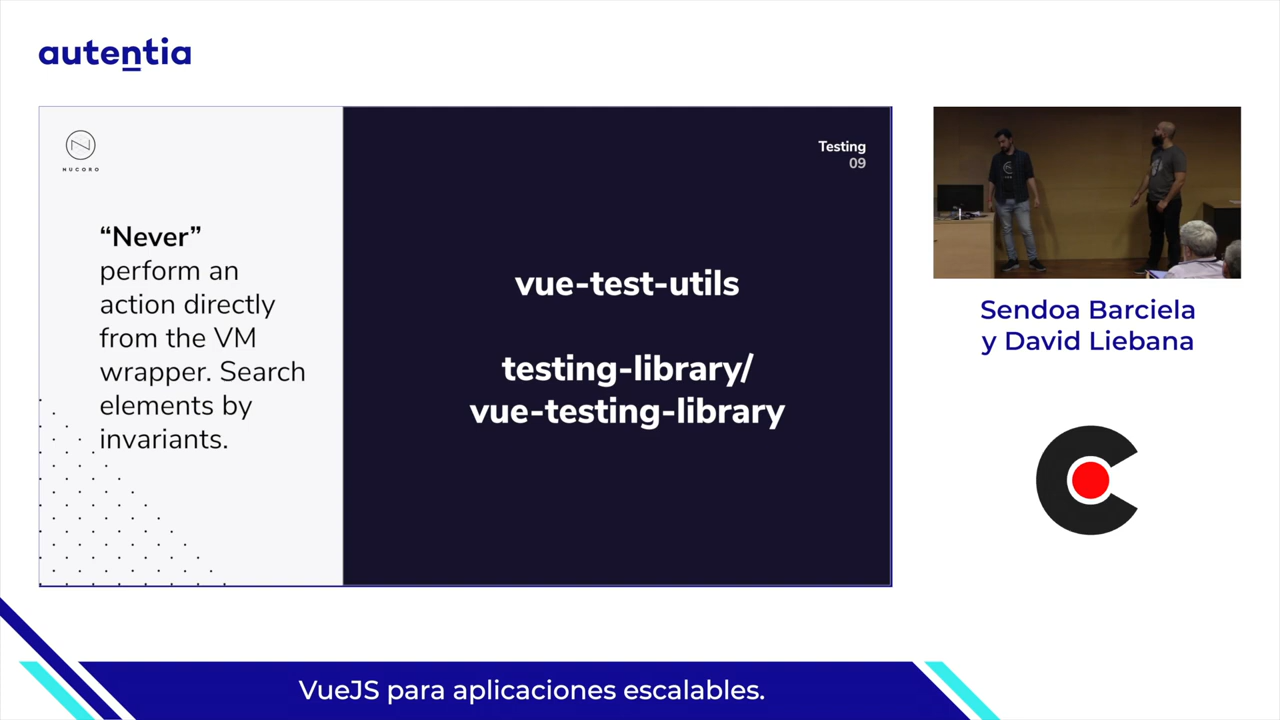 autentia
NUCORO
Testing
09
“Never”
perform an
action directly
from the VM
wrapper. Search
elements by
invariants.
vue-test-utils
testing-library/
vue-testing-library
Sendoa Barciela
y David Liebana
VueJS para aplicaciones escalables.